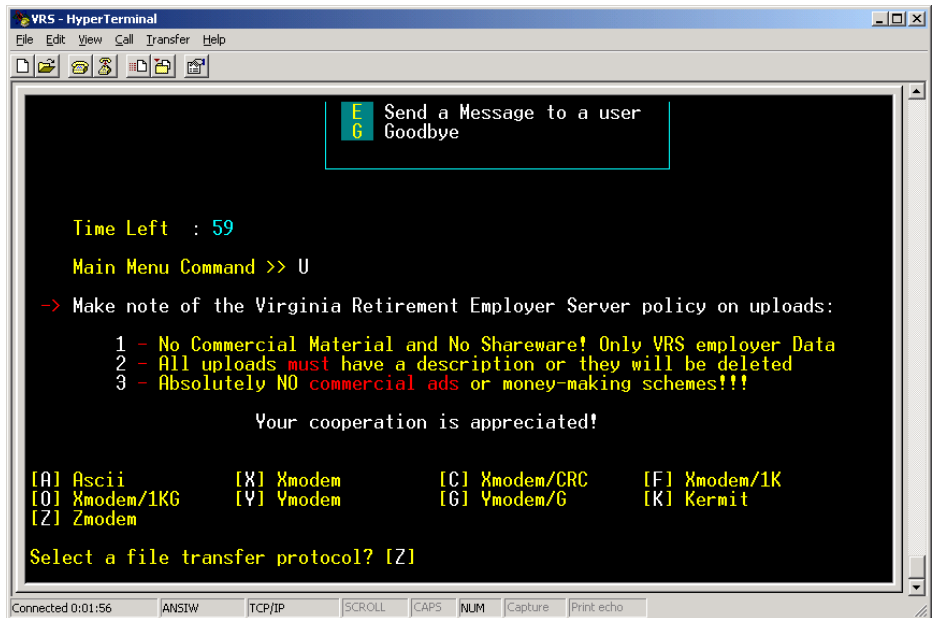 VRS - HyperTerminal
File Edit View Call Transfer Help
E Send a Message to a user
G Goodbye
Time Left : 59
Main Menu Command >> U
-> Make note of the Virginia Retirement Employer Server policy on uploads:
1 - No Commercial Material and No Shareware! Only VRS employer Data
2 - All uploads must have a description or they will be deleted
3 - Absolutely NO commercial ads or money-making schemes!!!
Your cooperation is appreciated!
[A] Ascii [X] Xmodem [C] Xmodem/CRC [F] Xmodem/1K
[O] Xmodem/1KG [Y] Ymodem [G] Ymodem/G [K] Kermit
[Z] Zmodem
Select a file transfer protocol? [Z]
Connected 0:01:56 ANSIW TCP/IP SCROLL CAPS NUM Capture Print echo